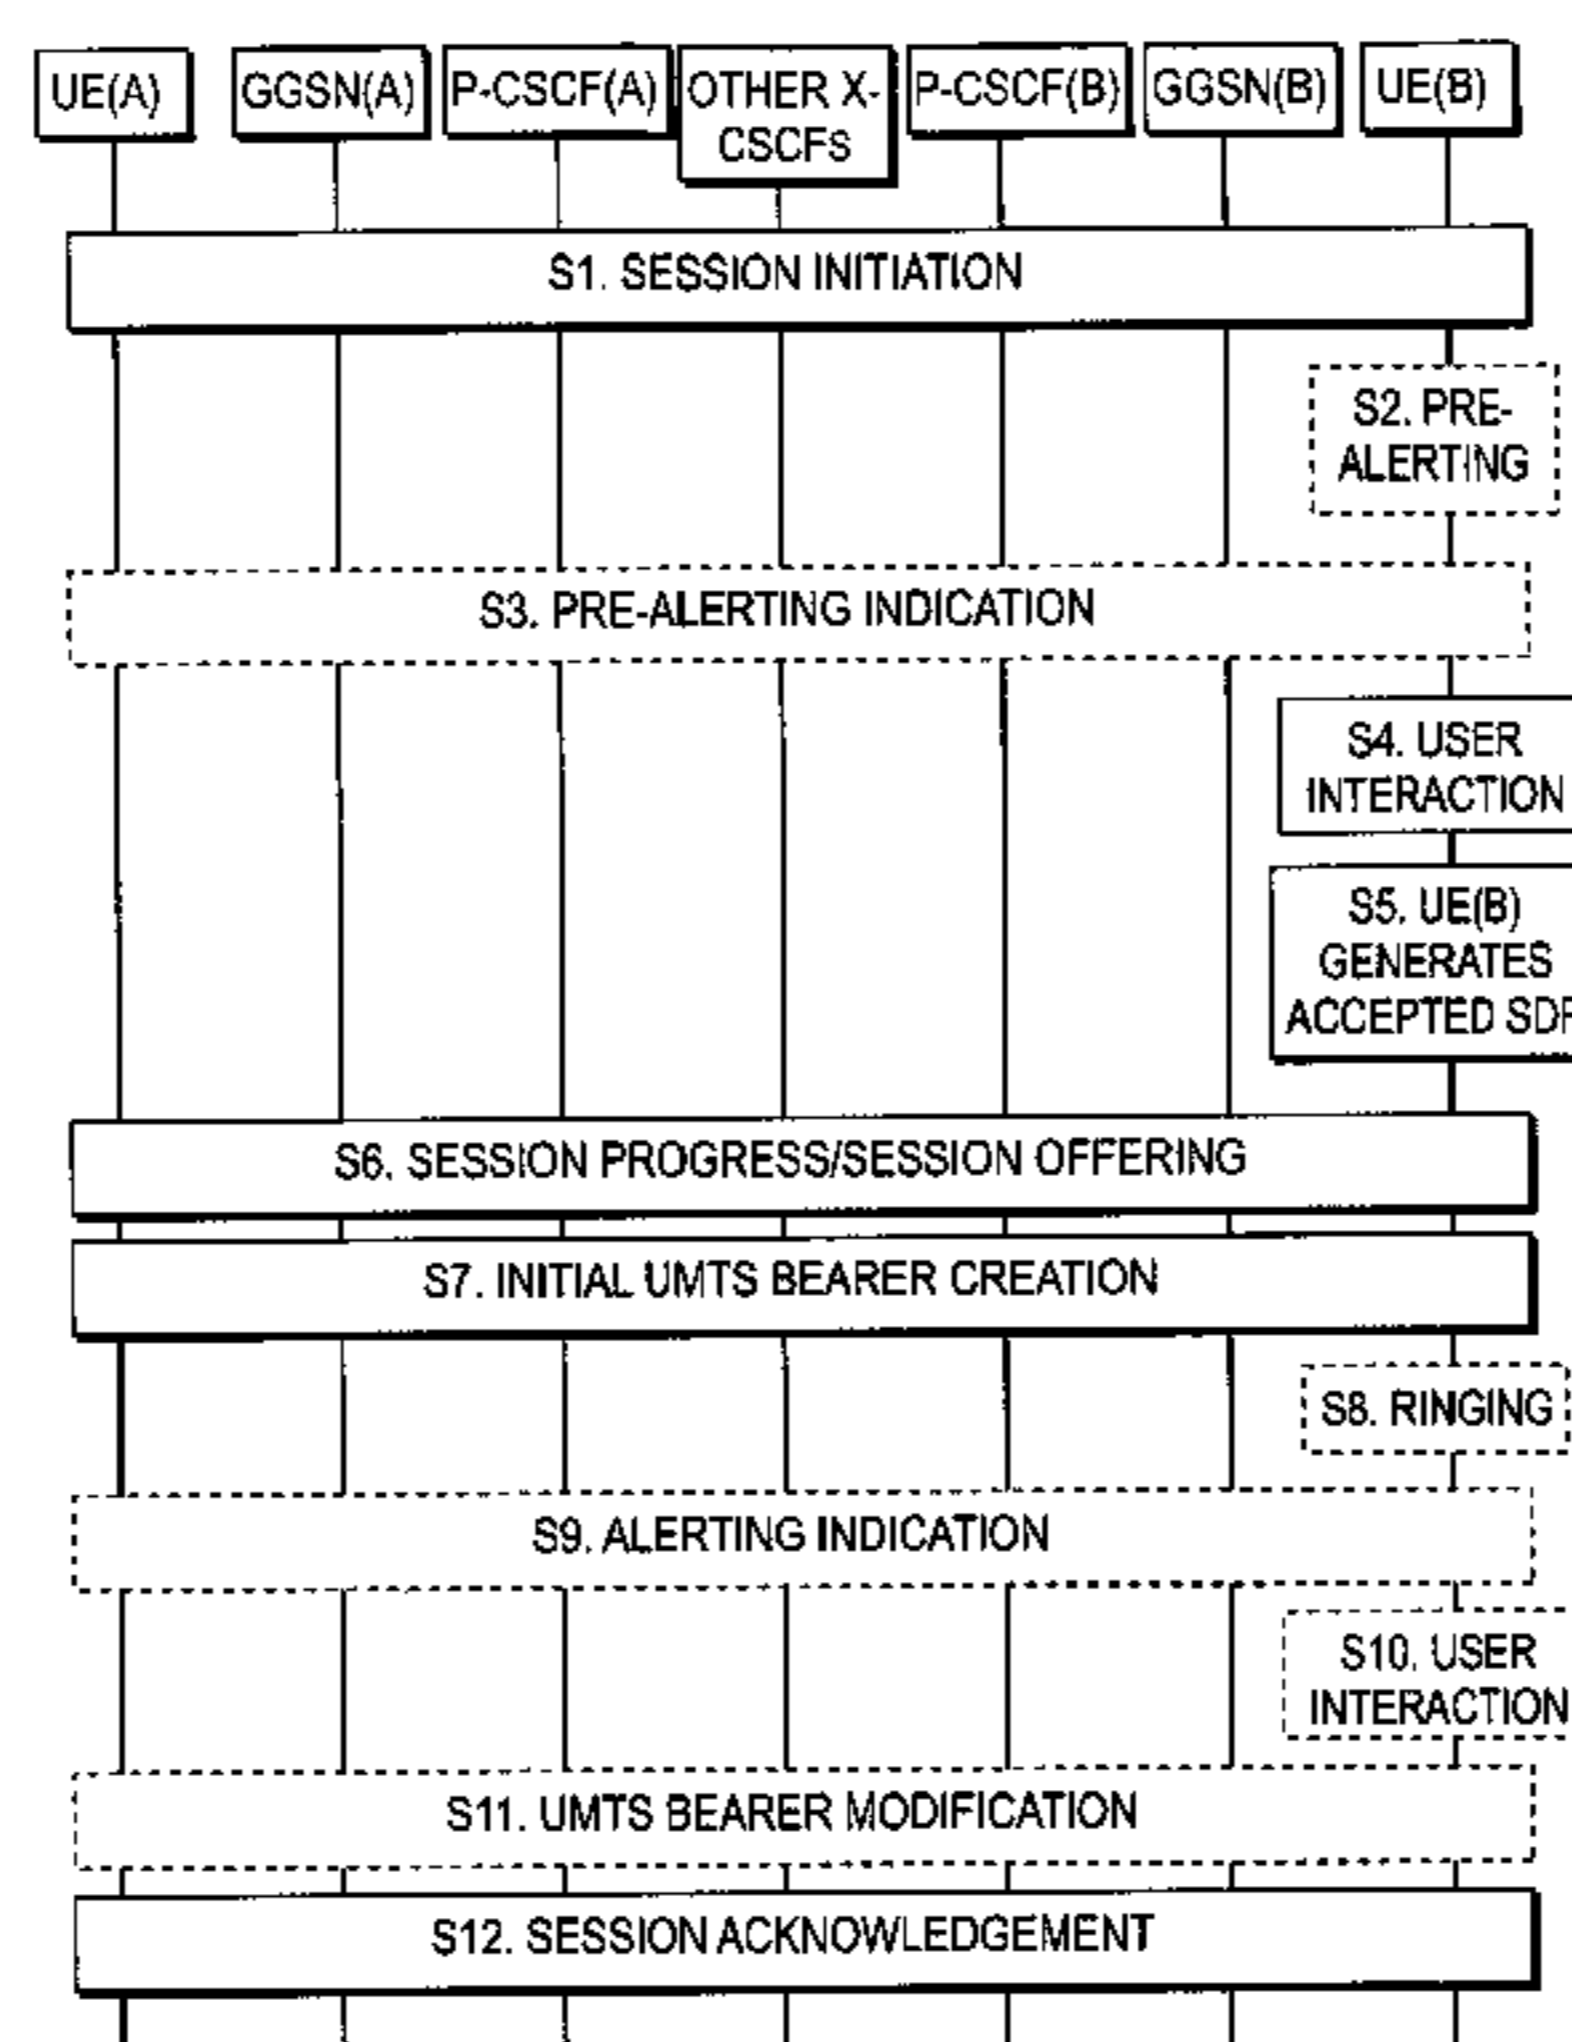 UE(A)
GGSN(A)
P-CSCF(A)
OTHER X-
CSCFs
P-CSCF(B)
GGSN(B)
UE(B)
S1. SESSION INITIATION
S2. PRE-
ALERTING
S3. PRE-ALERTING INDICATION
S4. USER
INTERACTION
S5. UE(B)
GENERATES
ACCEPTED SDP
S6. SESSION PROGRESS/SESSION OFFERING
S7. INITIAL UMTS BEARER CREATION
S8. RINGING
S9. ALERTING INDICATION
S10. USER
INTERACTION
S11. UMTS BEARER MODIFICATION
S12. SESSION ACKNOWLEDGEMENT